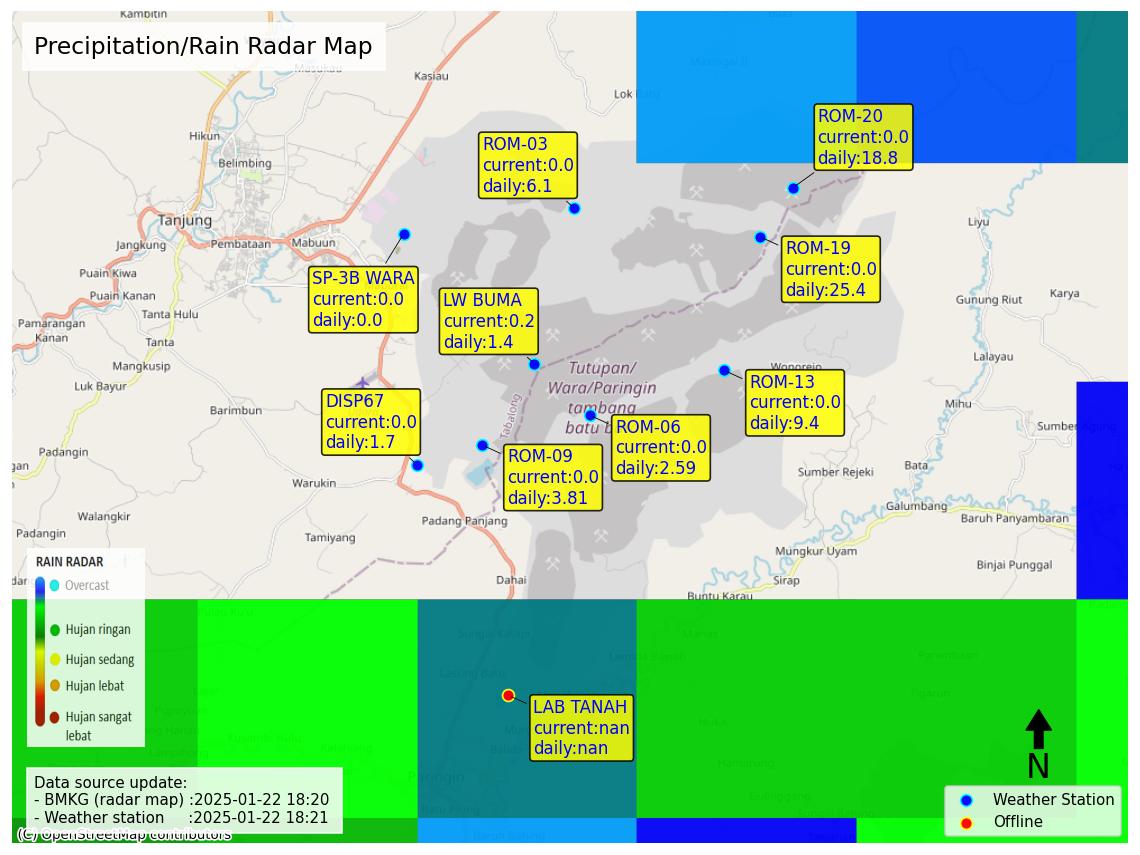 Kambitin
Precipitation/Rain Radar Map
Masukau
Kasiau
Maringai II
Lok Batu
Hikun
Belimbing
ROM-03
current:0.0
daily:6.1
ROM-20
current:0.0
daily:18.8
Tanjung
Jangkung
Pembataan
Mabuun
Liyu
ROM-19
current:0.0
daily:25.4
Puain Kiwa
Puain Kanan
SP-3B WARA
current:0.0
daily:0.0
LW BUMA
current:0.2
daily:1.4
Gunung Riut
Karya
Tanta Hulu
Pamarangan
Kanan
Tanta
Mangkusip
Luk Bayur
Lalayau
Wonorejo
Tutupan/
Wara/Paringin
tambang
batu b
ROM-13
current:0.0
daily:9.4
Barimbun
DISP67
current:0.0
daily:1.7
Tabalong
ROM-06
current:0.0
daily:2.59
Mihu
Sumber Agung
Padangin
ROM-09
current:0.0
daily:3.81
Sumber Rejeki
Bata
Warukin
Galumbang
Walangkir
Padang Panjang
Baruh Panyambaran
Padangin
Tamiyang
Mungkur Uyam
Binjai Punggal
Dahai
Sirap
Buntu Karau
RAIN RADAR
Overcast
Hujan ringan
Hujan sedang
Hujan lebat
Hujan sangat
lebat
LAB TANAH
current:nan
daily:nan
Paringin
N
Data source update:
- BMKG (radar map) :2025-01-22 18:20
- Weather station :2025-01-22 18:21
Weather Station
Offline
(C) OpenStreetMap contributors